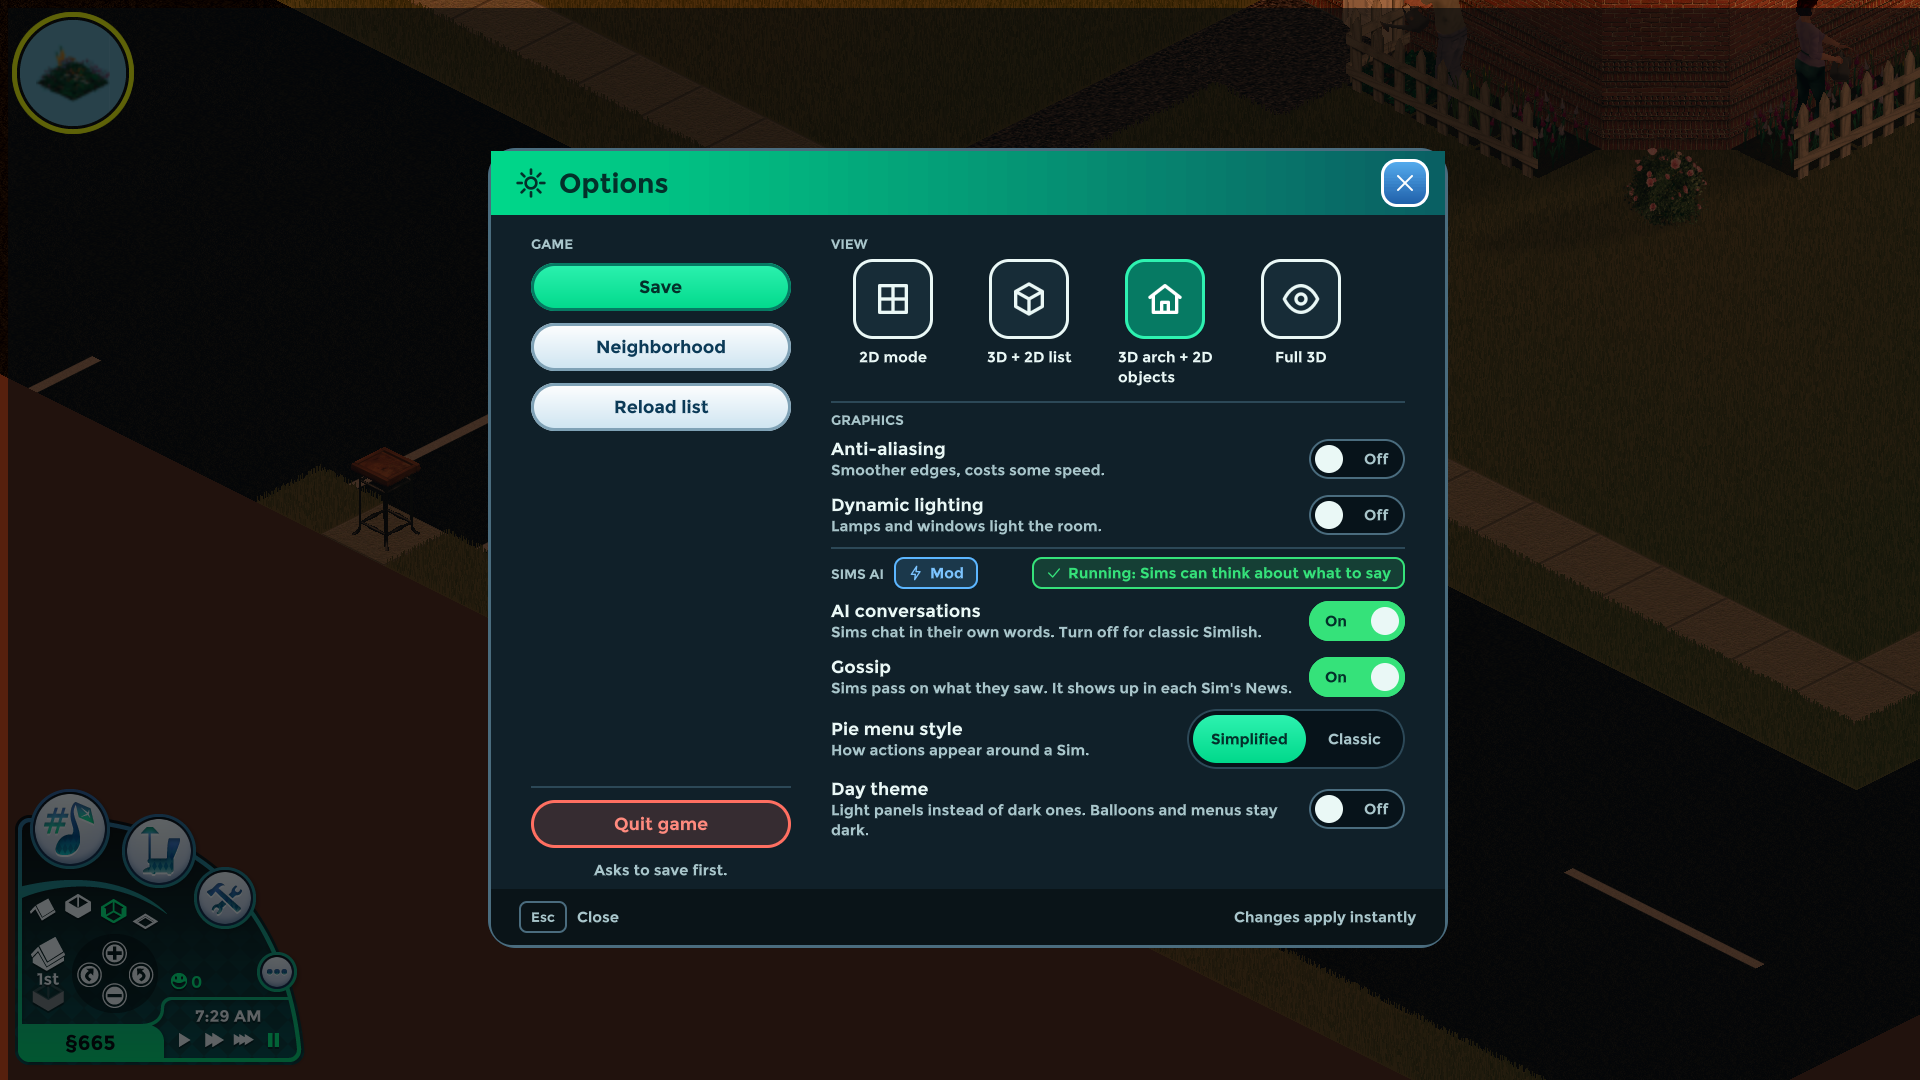 Options
GAME
Save
Neighborhood
Reload list
Quit game
Asks to save first.
VIEW
2D mode
3D + 2D list
3D arch + 2D
objects
Full 3D
GRAPHICS
Anti-aliasing
Smoother edges, costs some speed.
Off
Dynamic lighting
Lamps and windows light the room.
Off
SIMS AI
Mod
Running: Sims can think about what to say
AI conversations
Sims chat in their own words. Turn off for classic Simlish.
On
Gossip
Sims pass on what they saw. It shows up in each Sim's News.
On
Pie menu style
How actions appear around a Sim.
Simplified
Classic
Day theme
Light panels instead of dark ones. Balloons and menus stay
dark.
Off
Esc
Close
Changes apply instantly
#
1st
0
7:29 AM
§665